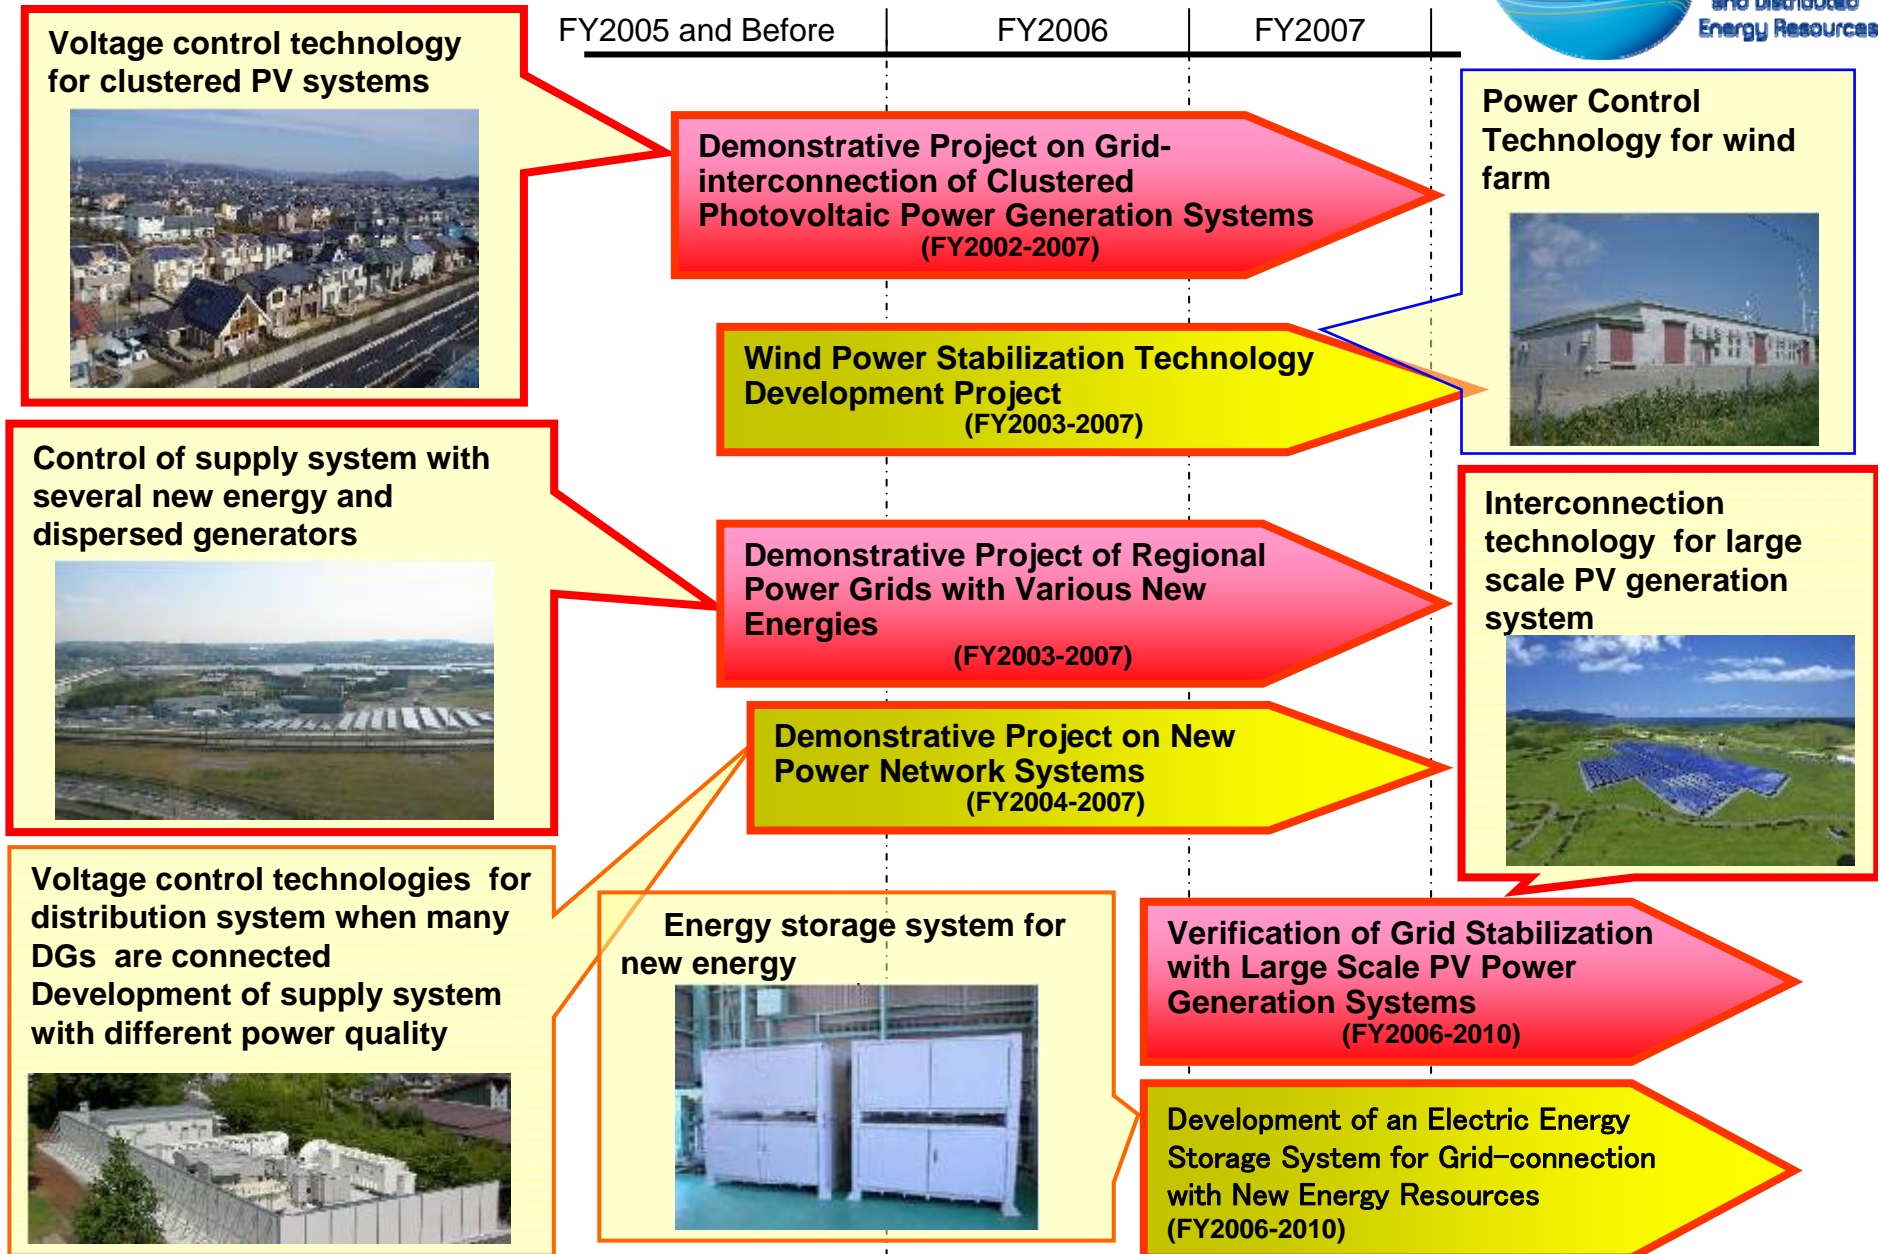 FY2005 and Before
FY2006
FY2007
and Distributed
Energy Resources
Voltage control technology
for clustered PV systems
Demonstrative Project on Grid-
interconnection of Clustered
Photovoltaic Power Generation Systems
(FY2002-2007)
Power Control
Technology for wind
farm
Wind Power Stabilization Technology
Development Project
(FY2003-2007)
Control of supply system with
several new energy and
dispersed generators
Demonstrative Project of Regional
Power Grids with Various New
Energies
(FY2003-2007)
Interconnection
technology for large
scale PV generation
system
Demonstrative Project on New
Power Network Systems
(FY2004-2007)
Voltage control technologies for
distribution system when many
DGs are connected
Development of supply system
with different power quality
Energy storage system for
new energy
Verification of Grid Stabilization
with Large Scale PV Power
Generation Systems
(FY2006-2010)
Development of an Electric Energy
Storage System for Grid-connection
with New Energy Resources
(FY2006-2010)